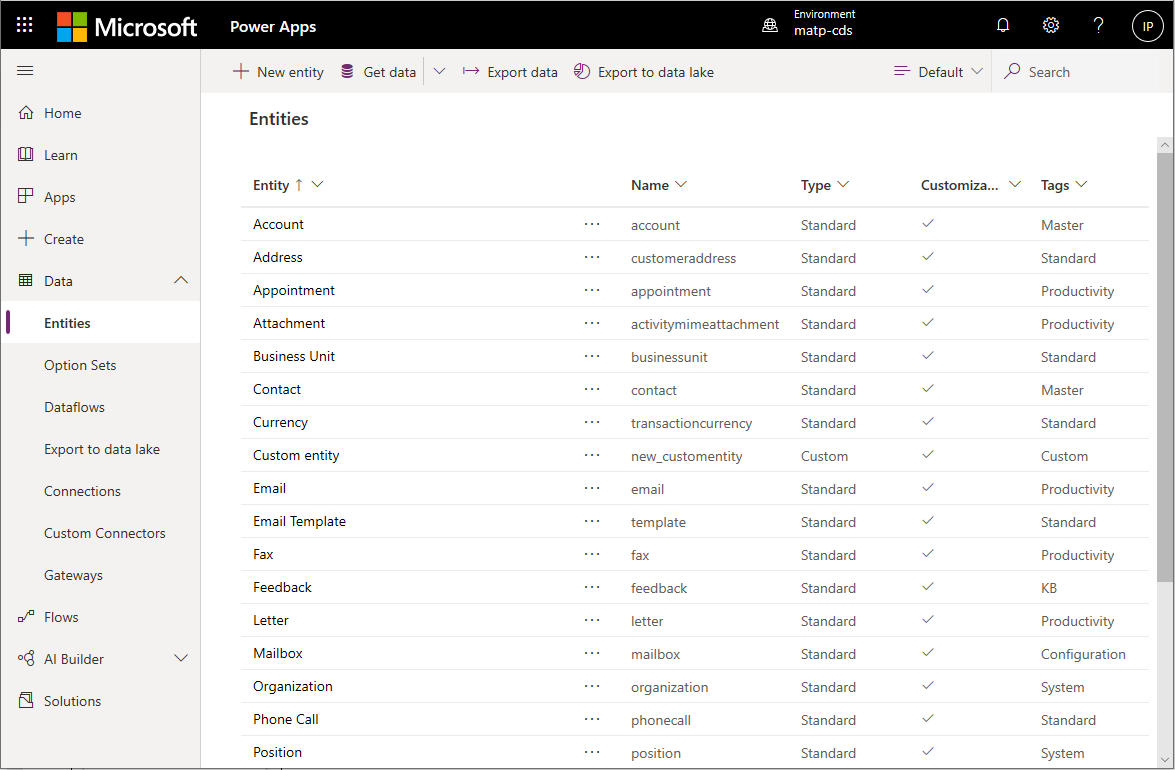 Microsoft Power Apps Environment
matp-cds IP
New entity Get data Export data Export to data lake Default Search
Home
Learn
Apps
Create
Data
Entities
Option Sets
Dataflows
Export to data lake
Connections
Custom Connectors
Gateways
Flows
AI Builder
Solutions
Entities
Entity Name Type Customiza... Tags
Account ... account Standard Master
Address ... customeraddress Standard Standard
Appointment ... appointment Standard Productivity
Attachment ... activitymimeattachment Standard Productivity
Business Unit ... businessunit Standard Standard
Contact ... contact Standard Master
Currency ... transactioncurrency Standard Standard
Custom entity ... new_customentity Custom Custom
Email ... email Standard Productivity
Email Template ... template Standard Standard
Fax ... fax Standard Productivity
Feedback ... feedback Standard KB
Letter ... letter Standard Productivity
Mailbox ... mailbox Standard Configuration
Organization ... organization Standard System
Phone Call ... phonecall Standard Standard
Position ... position Standard System